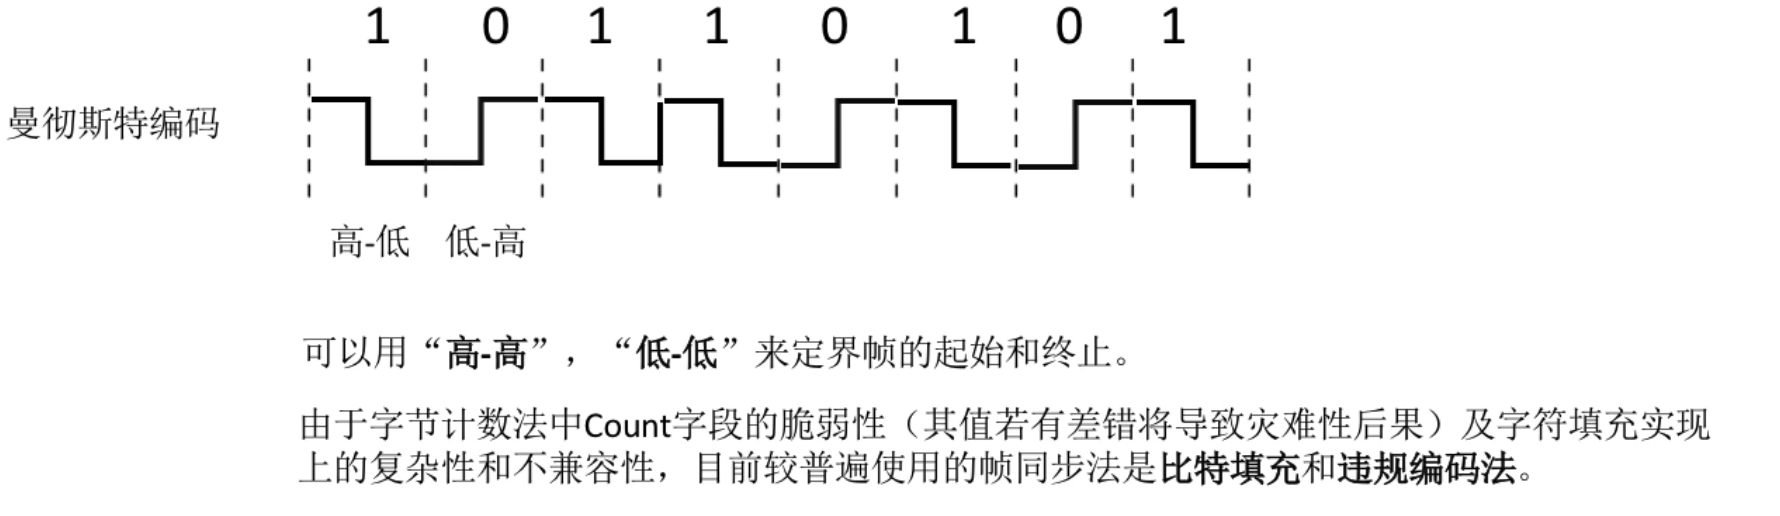 1 0 1 1 0 1 0 1
曼彻斯特编码
高-低 低-高
可以用“高-高”，“低-低”来定界帧的起始和终止。
由于字节计数法中Count字段的脆弱性（其值若有差错将导致灾难性后果）及字符填充实现
上的复杂性和不兼容性，目前较普遍使用的帧同步法是比特填充和违规编码法。